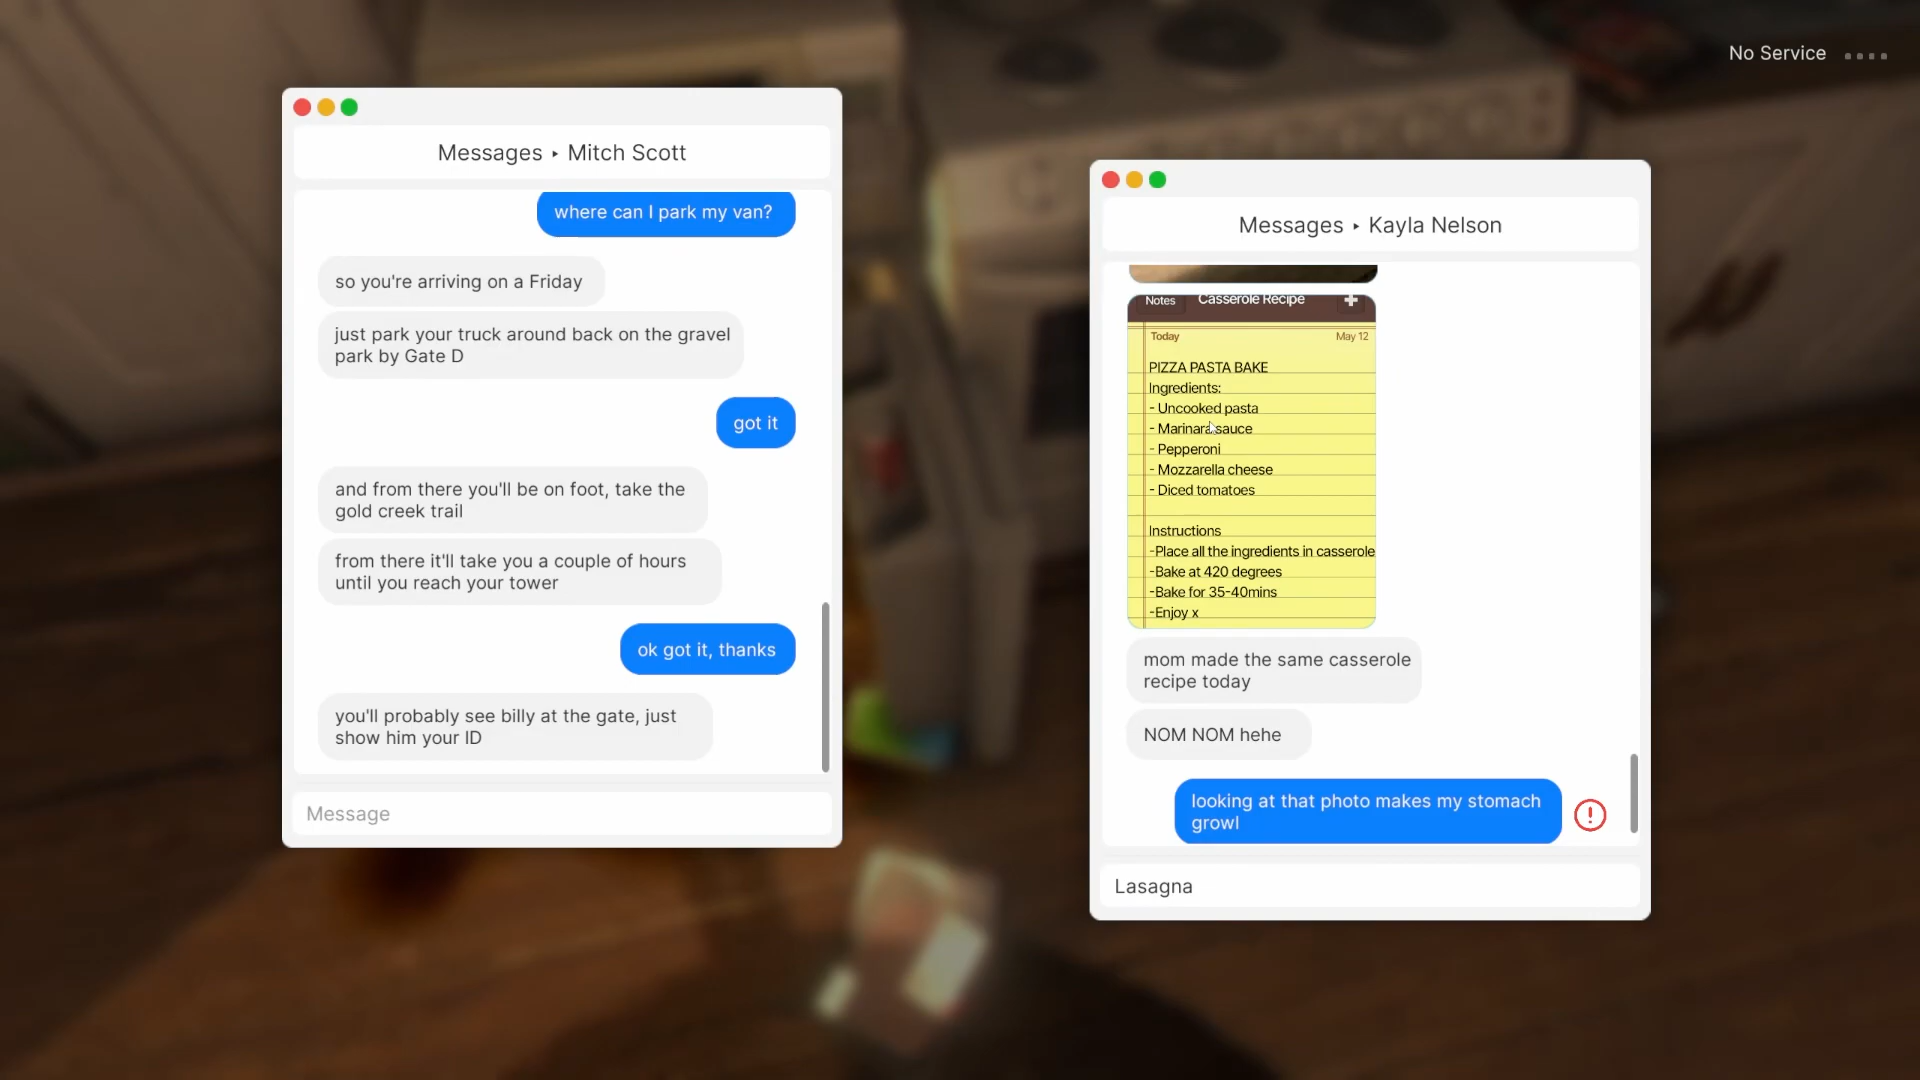 No Service
Messages ‣ Mitch Scott
where can I park my van?
so you're arriving on a Friday
just park your truck around back on the gravel
park by Gate D
got it
and from there you'll be on foot, take the
gold creek trail
from there it'll take you a couple of hours
until you reach your tower
ok got it, thanks
you'll probably see billy at the gate, just
show him your ID
Message
Messages ‣ Kayla Nelson
Notes Casserole Recipe
Today May 12
PIZZA PASTA BAKE
Ingredients:
- Uncooked pasta
- Marinara sauce
- Pepperoni
- Mozzarella cheese
- Diced tomatoes
Instructions
-Place all the ingredients in casserole
-Bake at 420 degrees
-Bake for 35-40mins
-Enjoy x
mom made the same casserole
recipe today
NOM NOM hehe
looking at that photo makes my stomach
growl
Lasagna